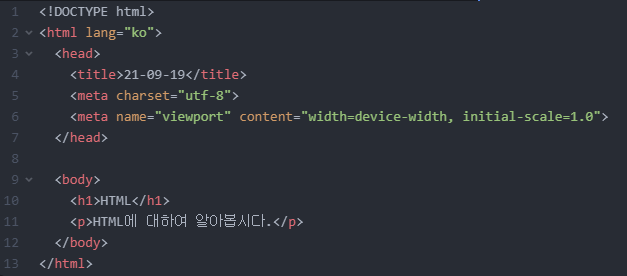 1 <!DOCTYPE html>
2 <html lang="ko">
3 <head>
4 <title>21-09-19</title>
5 <meta charset="utf-8">
6 <meta name="viewport" content="width=device-width, initial-scale=1.0">
7 </head>
8
9 <body>
10 <h1>HTML</h1>
11 <p>HTML에 대하여 알아봅시다.</p>
12 </body>
13 </html>